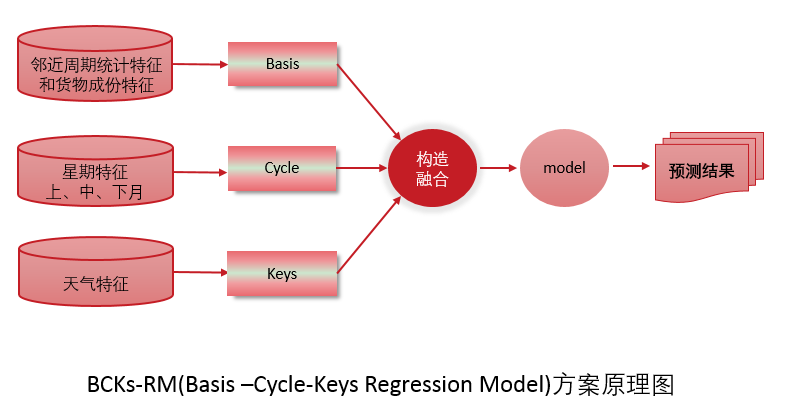 邻近周期统计特征
和货物成份特征
Basis
星期特征
上、中、下月
Cycle
构造
融合
model
预测结果
天气特征
Keys
BCKs-RM(Basis –Cycle-Keys Regression Model)方案原理图